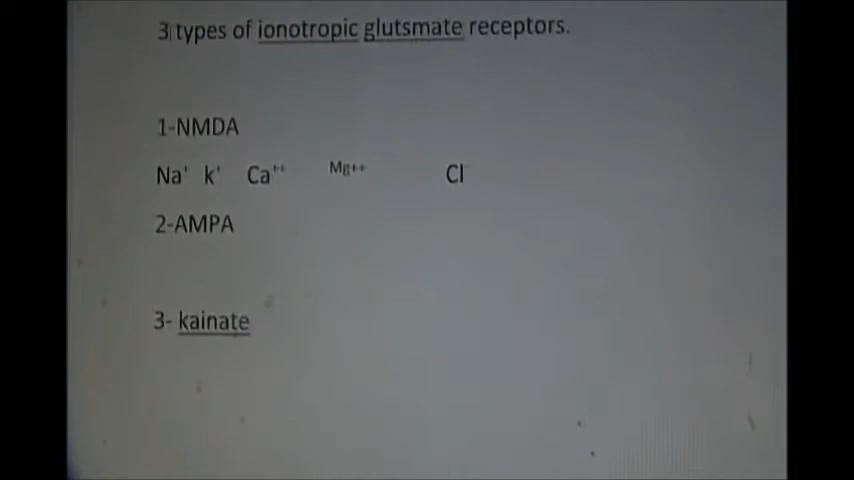 3 types of ionotropic glutsmate receptors.
1-NMDA
Na⁺ k⁺ Ca⁺⁺ Mg++ Cl
2-AMPA
3- kainate